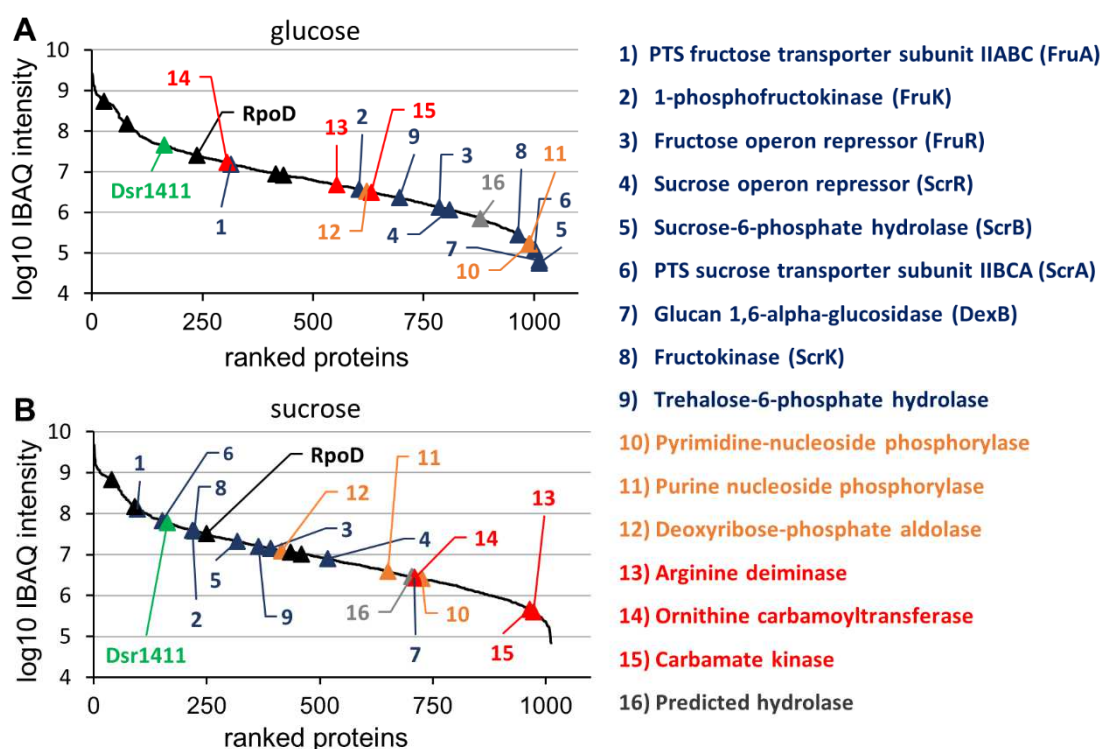 A
glucose
log10 IBAQ intensity
10
9
8
7
6
5
4
14
RpoD
Dsr1411
1
13
2
15
12
9
3
4
16
8
11
6
5
7
10
0
250
500
750
1000
ranked proteins
B
sucrose
log10 IBAQ intensity
10
9
8
7
6
5
4
1
6
8
RpoD
12
11
13
3
4
14
5
2
9
16
10
7
15
Dsr1411
0
250
500
750
1000
ranked proteins
1) PTS fructose transporter subunit IIABC (FruA)
2) 1-phosphofructokinase (FruK)
3) Fructose operon repressor (FruR)
4) Sucrose operon repressor (ScrR)
5) Sucrose-6-phosphate hydrolase (ScrB)
6) PTS sucrose transporter subunit IIBCA (ScrA)
7) Glucan 1,6-alpha-glucosidase (DexB)
8) Fructokinase (ScrK)
9) Trehalose-6-phosphate hydrolase
10) Pyrimidine-nucleoside phosphorylase
11) Purine nucleoside phosphorylase
12) Deoxyribose-phosphate aldolase
13) Arginine deiminase
14) Ornithine carbamoyltransferase
15) Carbamate kinase
16) Predicted hydrolase